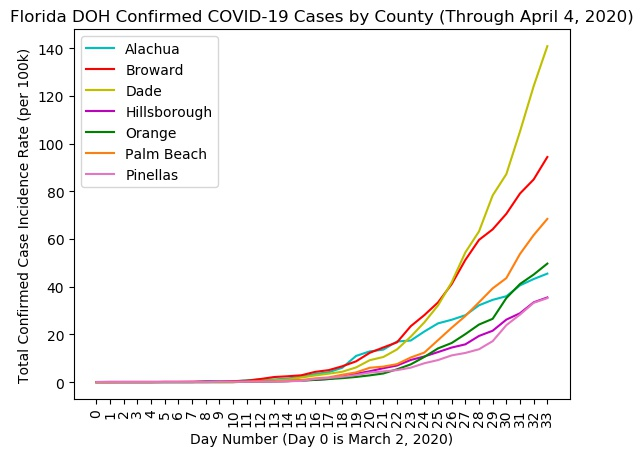 Florida DOH Confirmed COVID-19 Cases by County (Through April 4, 2020)
Total Confirmed Case Incidence Rate (per 100k)
140
120
100
80
60
40
20
0
Alachua
Broward
Dade
Hillsborough
Orange
Palm Beach
Pinellas
0 1 2 3 4 5 6 7 8 9 10 11 12 13 14 15 16 17 18 19 20 21 22 23 24 25 26 27 28 29 30 31 32 33
Day Number (Day 0 is March 2, 2020)